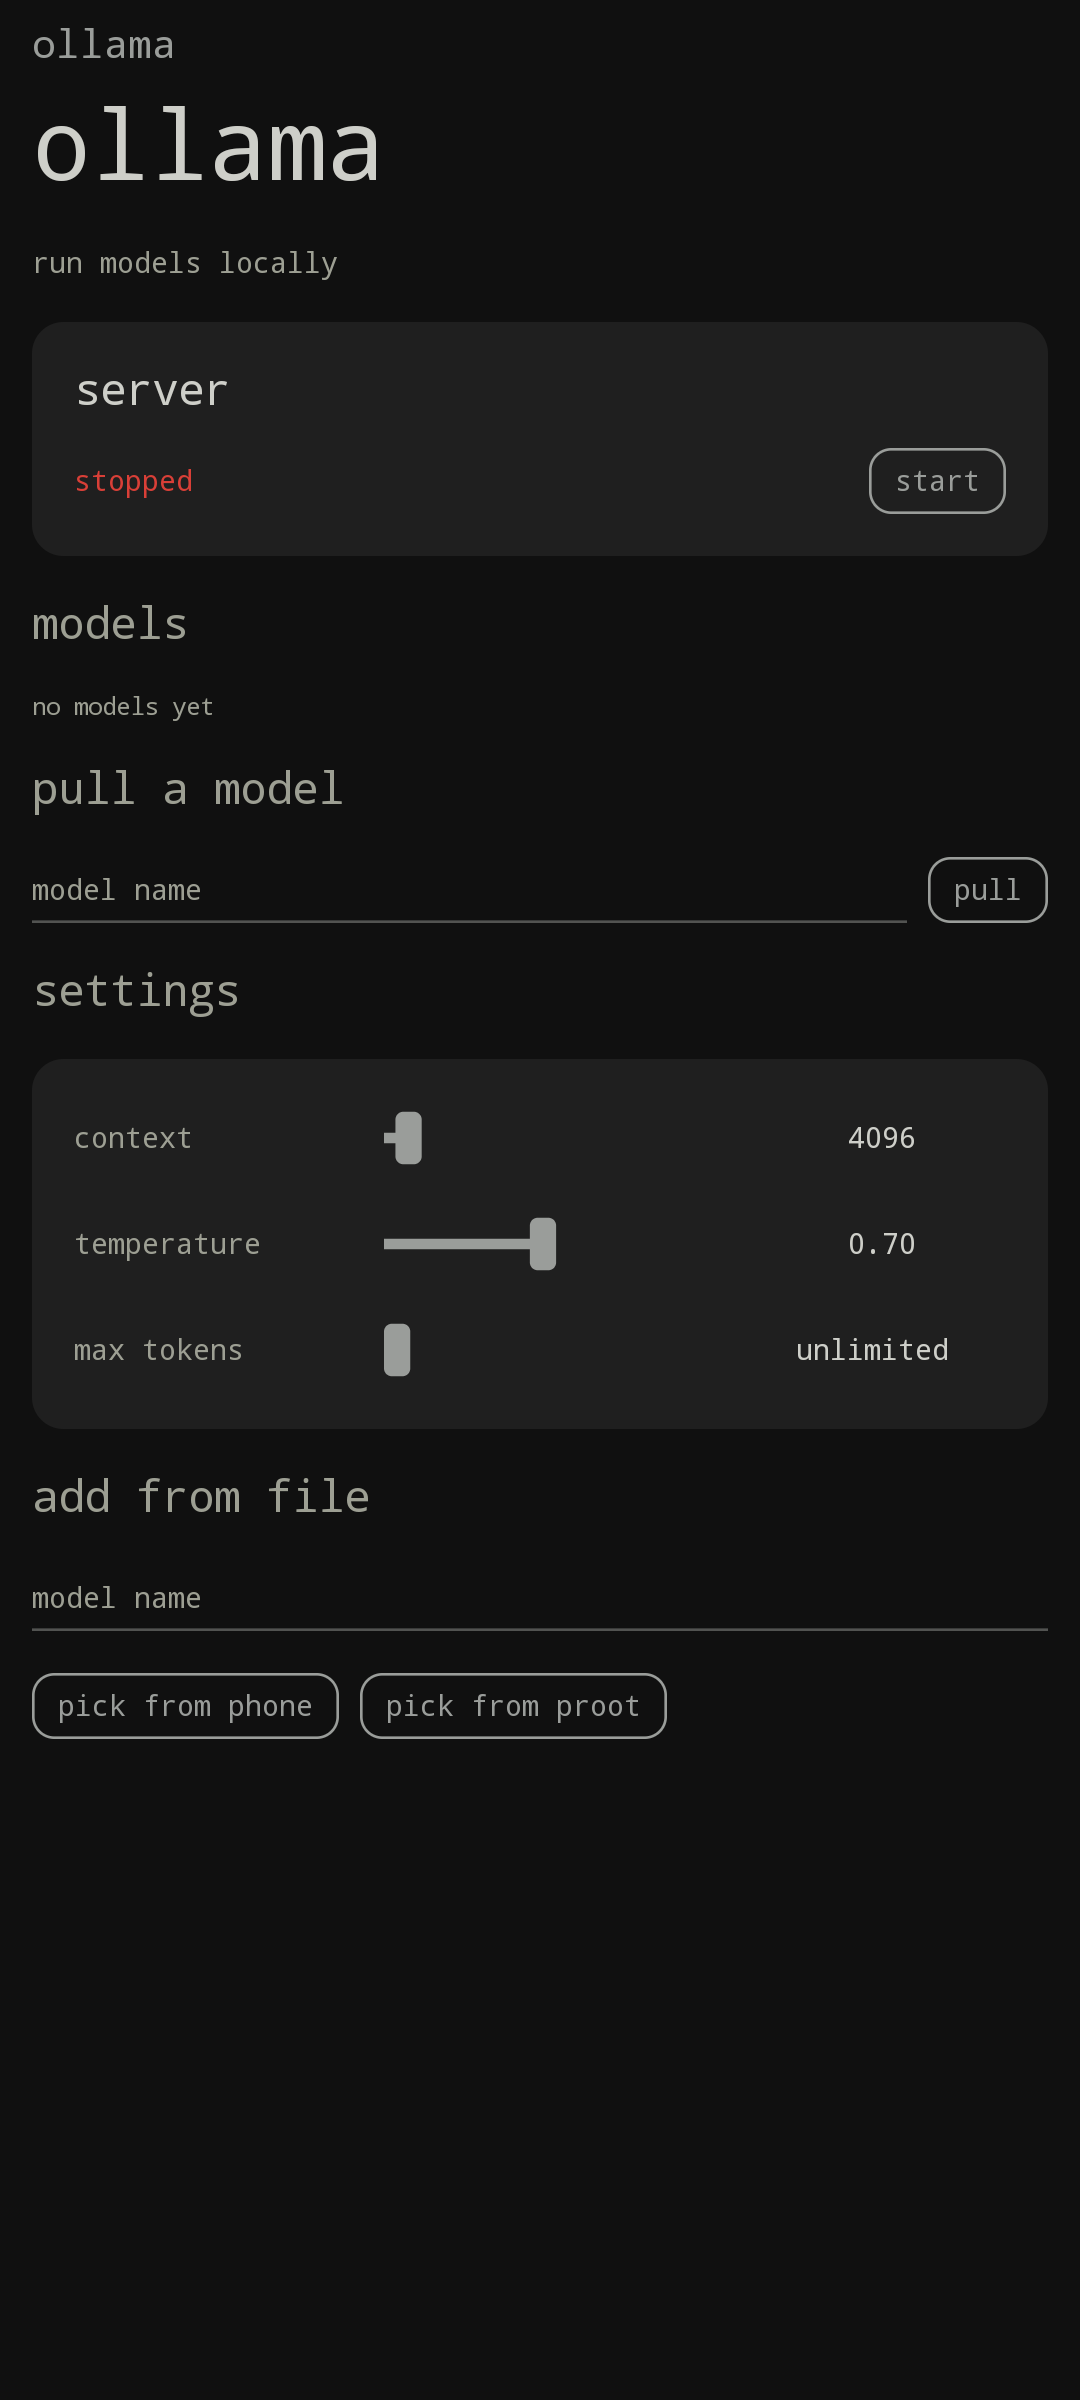 ollama
ollama
run models locally
server
stopped start
models
no models yet
pull a model
model name pull
settings
context 4096
temperature 0.70
max tokens unlimited
add from file
model name
pick from phone pick from proot